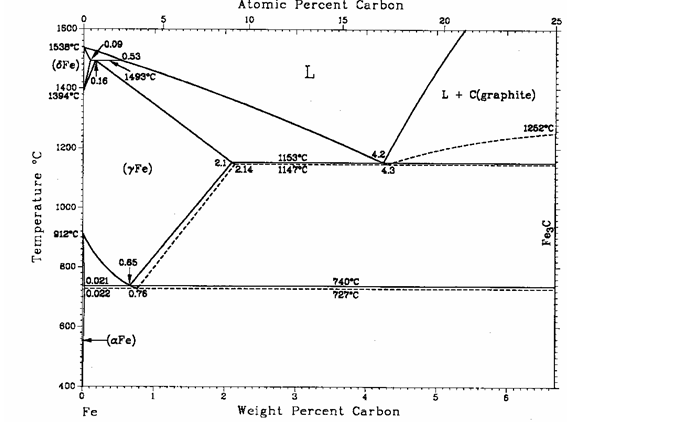 Atomic Percent Carbon
0 5 10 15 20 25
1500
1538°C
0.09
(δFe)
0.53
L
0.16
1493°C
1400
1394°C
L + C(graphite)
1252°C
1200
4.2
2.1
1153°C
2.14
1147°C
4.3
(γFe)
Temperature °C
1000
912°C
Fe₃C
0.65
800
0.021
740°C
0.022
0.76
727°C
600
(αFe)
400
0 1 2 3 4 5 6
Fe
Weight Percent Carbon